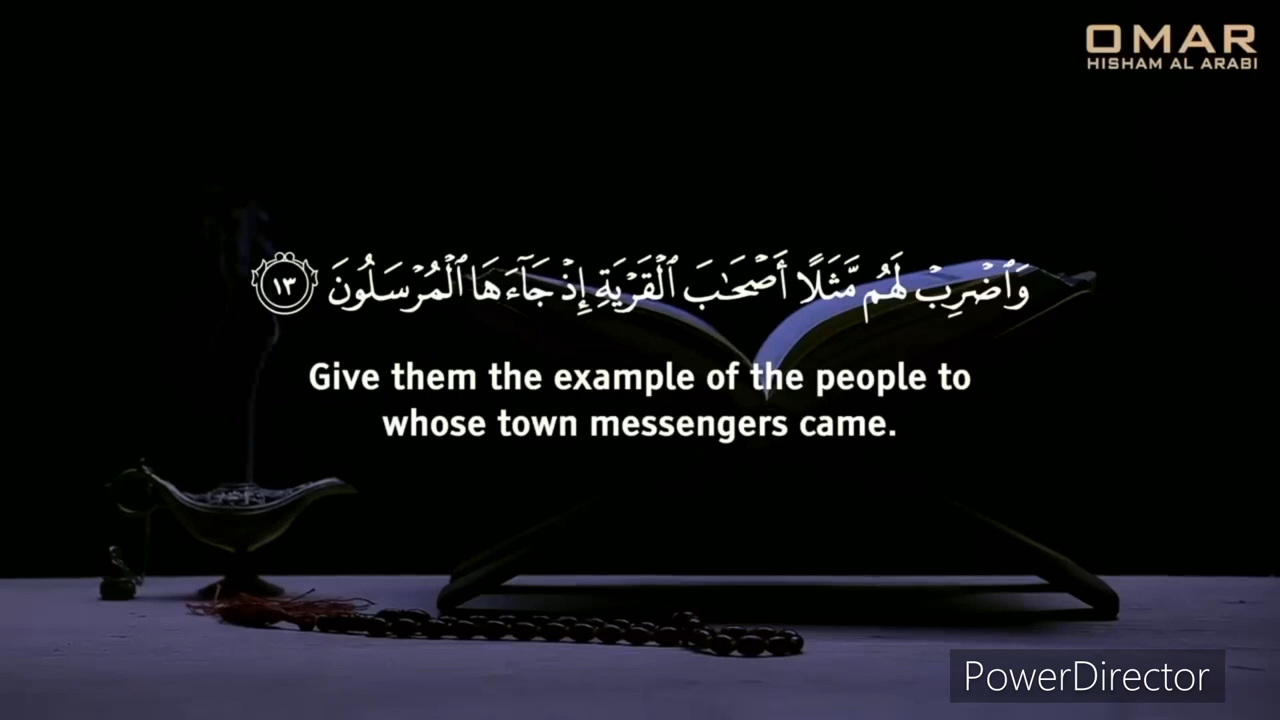 OMAR
HISHAM AL ARABI
وَٱضْرِبْ لَهُم مَّثَلًا أَصْحَـٰبَ ٱلْقَرْيَةِ إِذْ جَآءَهَا ٱلْمُرْسَلُونَ ١٣
Give them the example of the people to
whose town messengers came.
PowerDirector